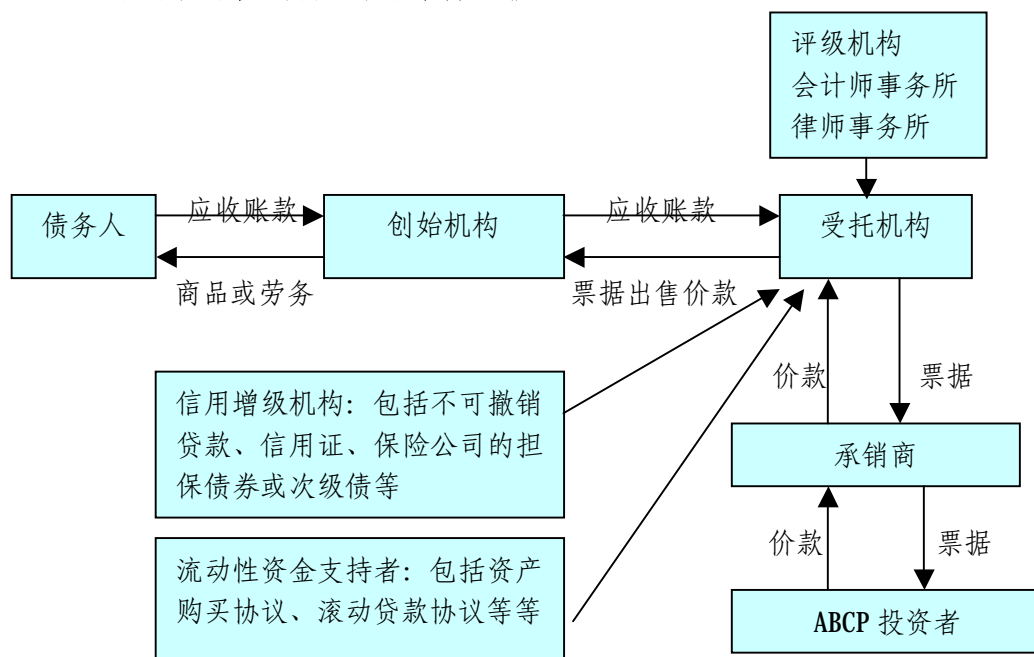 评级机构
会计师事务所
律师事务所
债务人
应收账款
创始机构
应收账款
受托机构
商品或劳务
票据出售价款
信用增级机构：包括不可撤销
贷款、信用证、保险公司的担
保债券或次级债等
价款
票据
承销商
流动性资金支持者：包括资产
购买协议、滚动贷款协议等等
价款
票据
ABCP 投资者